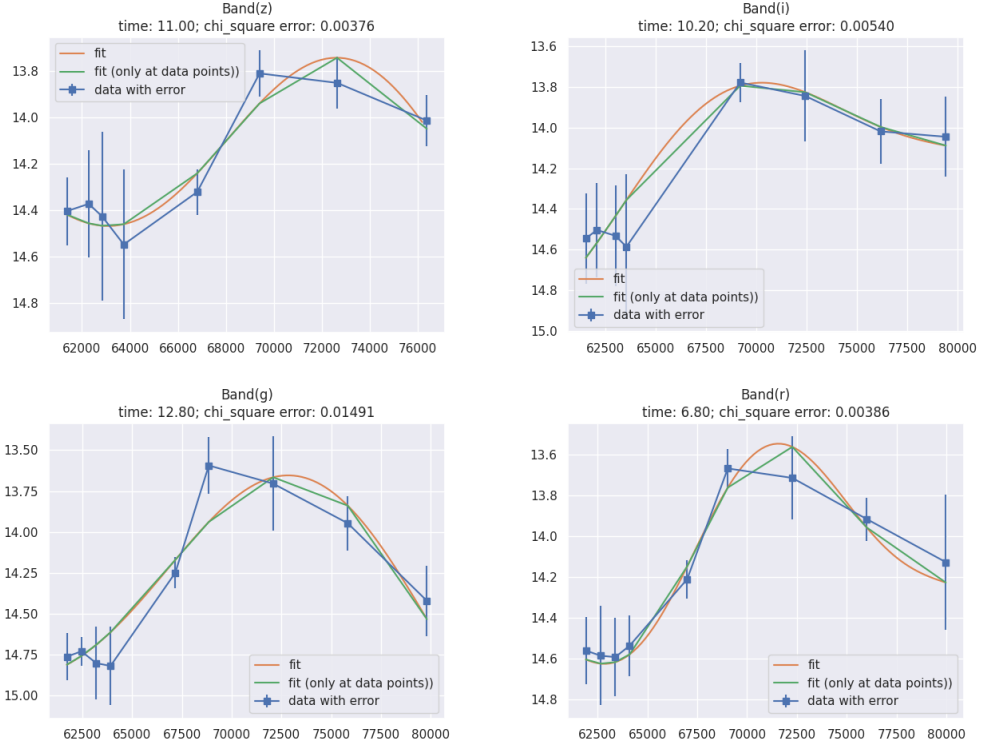 Band(z)
time: 11.00; chi_square error: 0.00376
13.8
14.0
14.2
14.4
14.6
14.8
fit
fit (only at data points))
data with error
62000 64000 66000 68000 70000 72000 74000 76000
Band(i)
time: 10.20; chi_square error: 0.00540
13.6
13.8
14.0
14.2
14.4
14.6
14.8
15.0
fit
fit (only at data points))
data with error
62500 65000 67500 70000 72500 75000 77500 80000
Band(g)
time: 12.80; chi_square error: 0.01491
13.50
13.75
14.00
14.25
14.50
14.75
15.00
fit
fit (only at data points))
data with error
62500 65000 67500 70000 72500 75000 77500 80000
Band(r)
time: 6.80; chi_square error: 0.00386
13.6
13.8
14.0
14.2
14.4
14.6
14.8
fit
fit (only at data points))
data with error
62500 65000 67500 70000 72500 75000 77500 80000